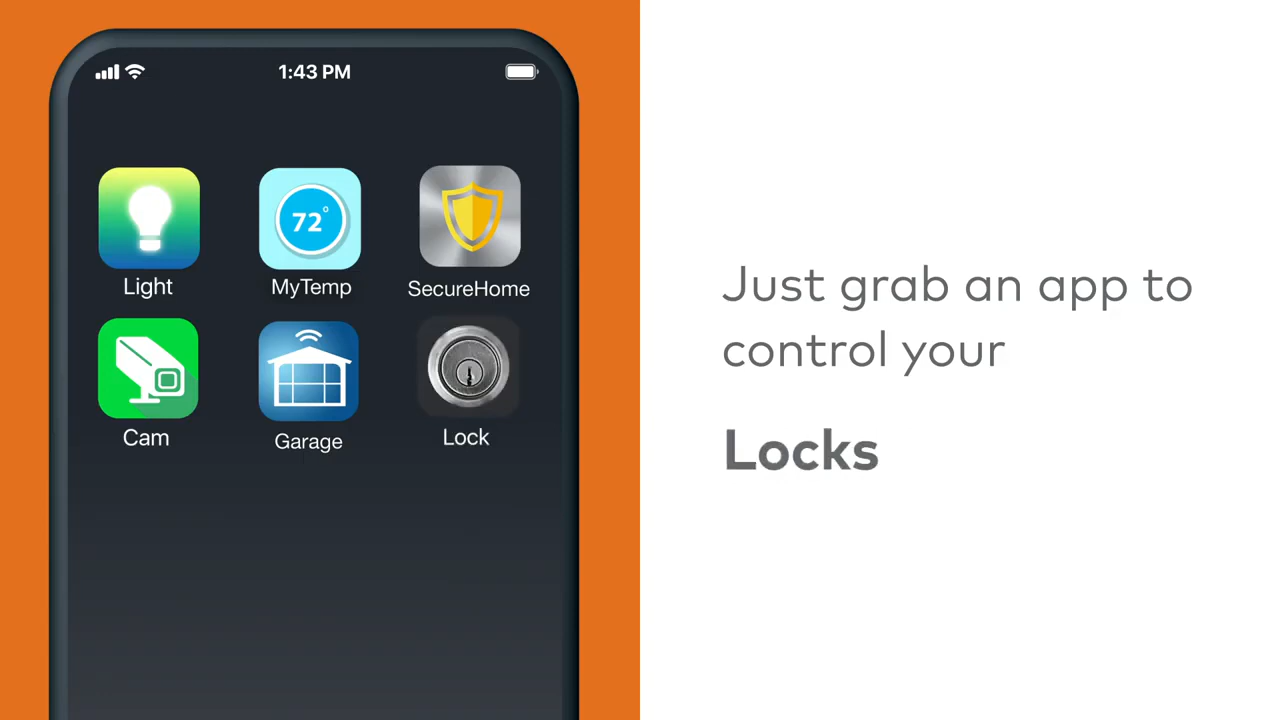 1:43 PM
72°
Light
MyTemp
SecureHome
Cam
Garage
Lock
Just grab an app to
control your
Locks